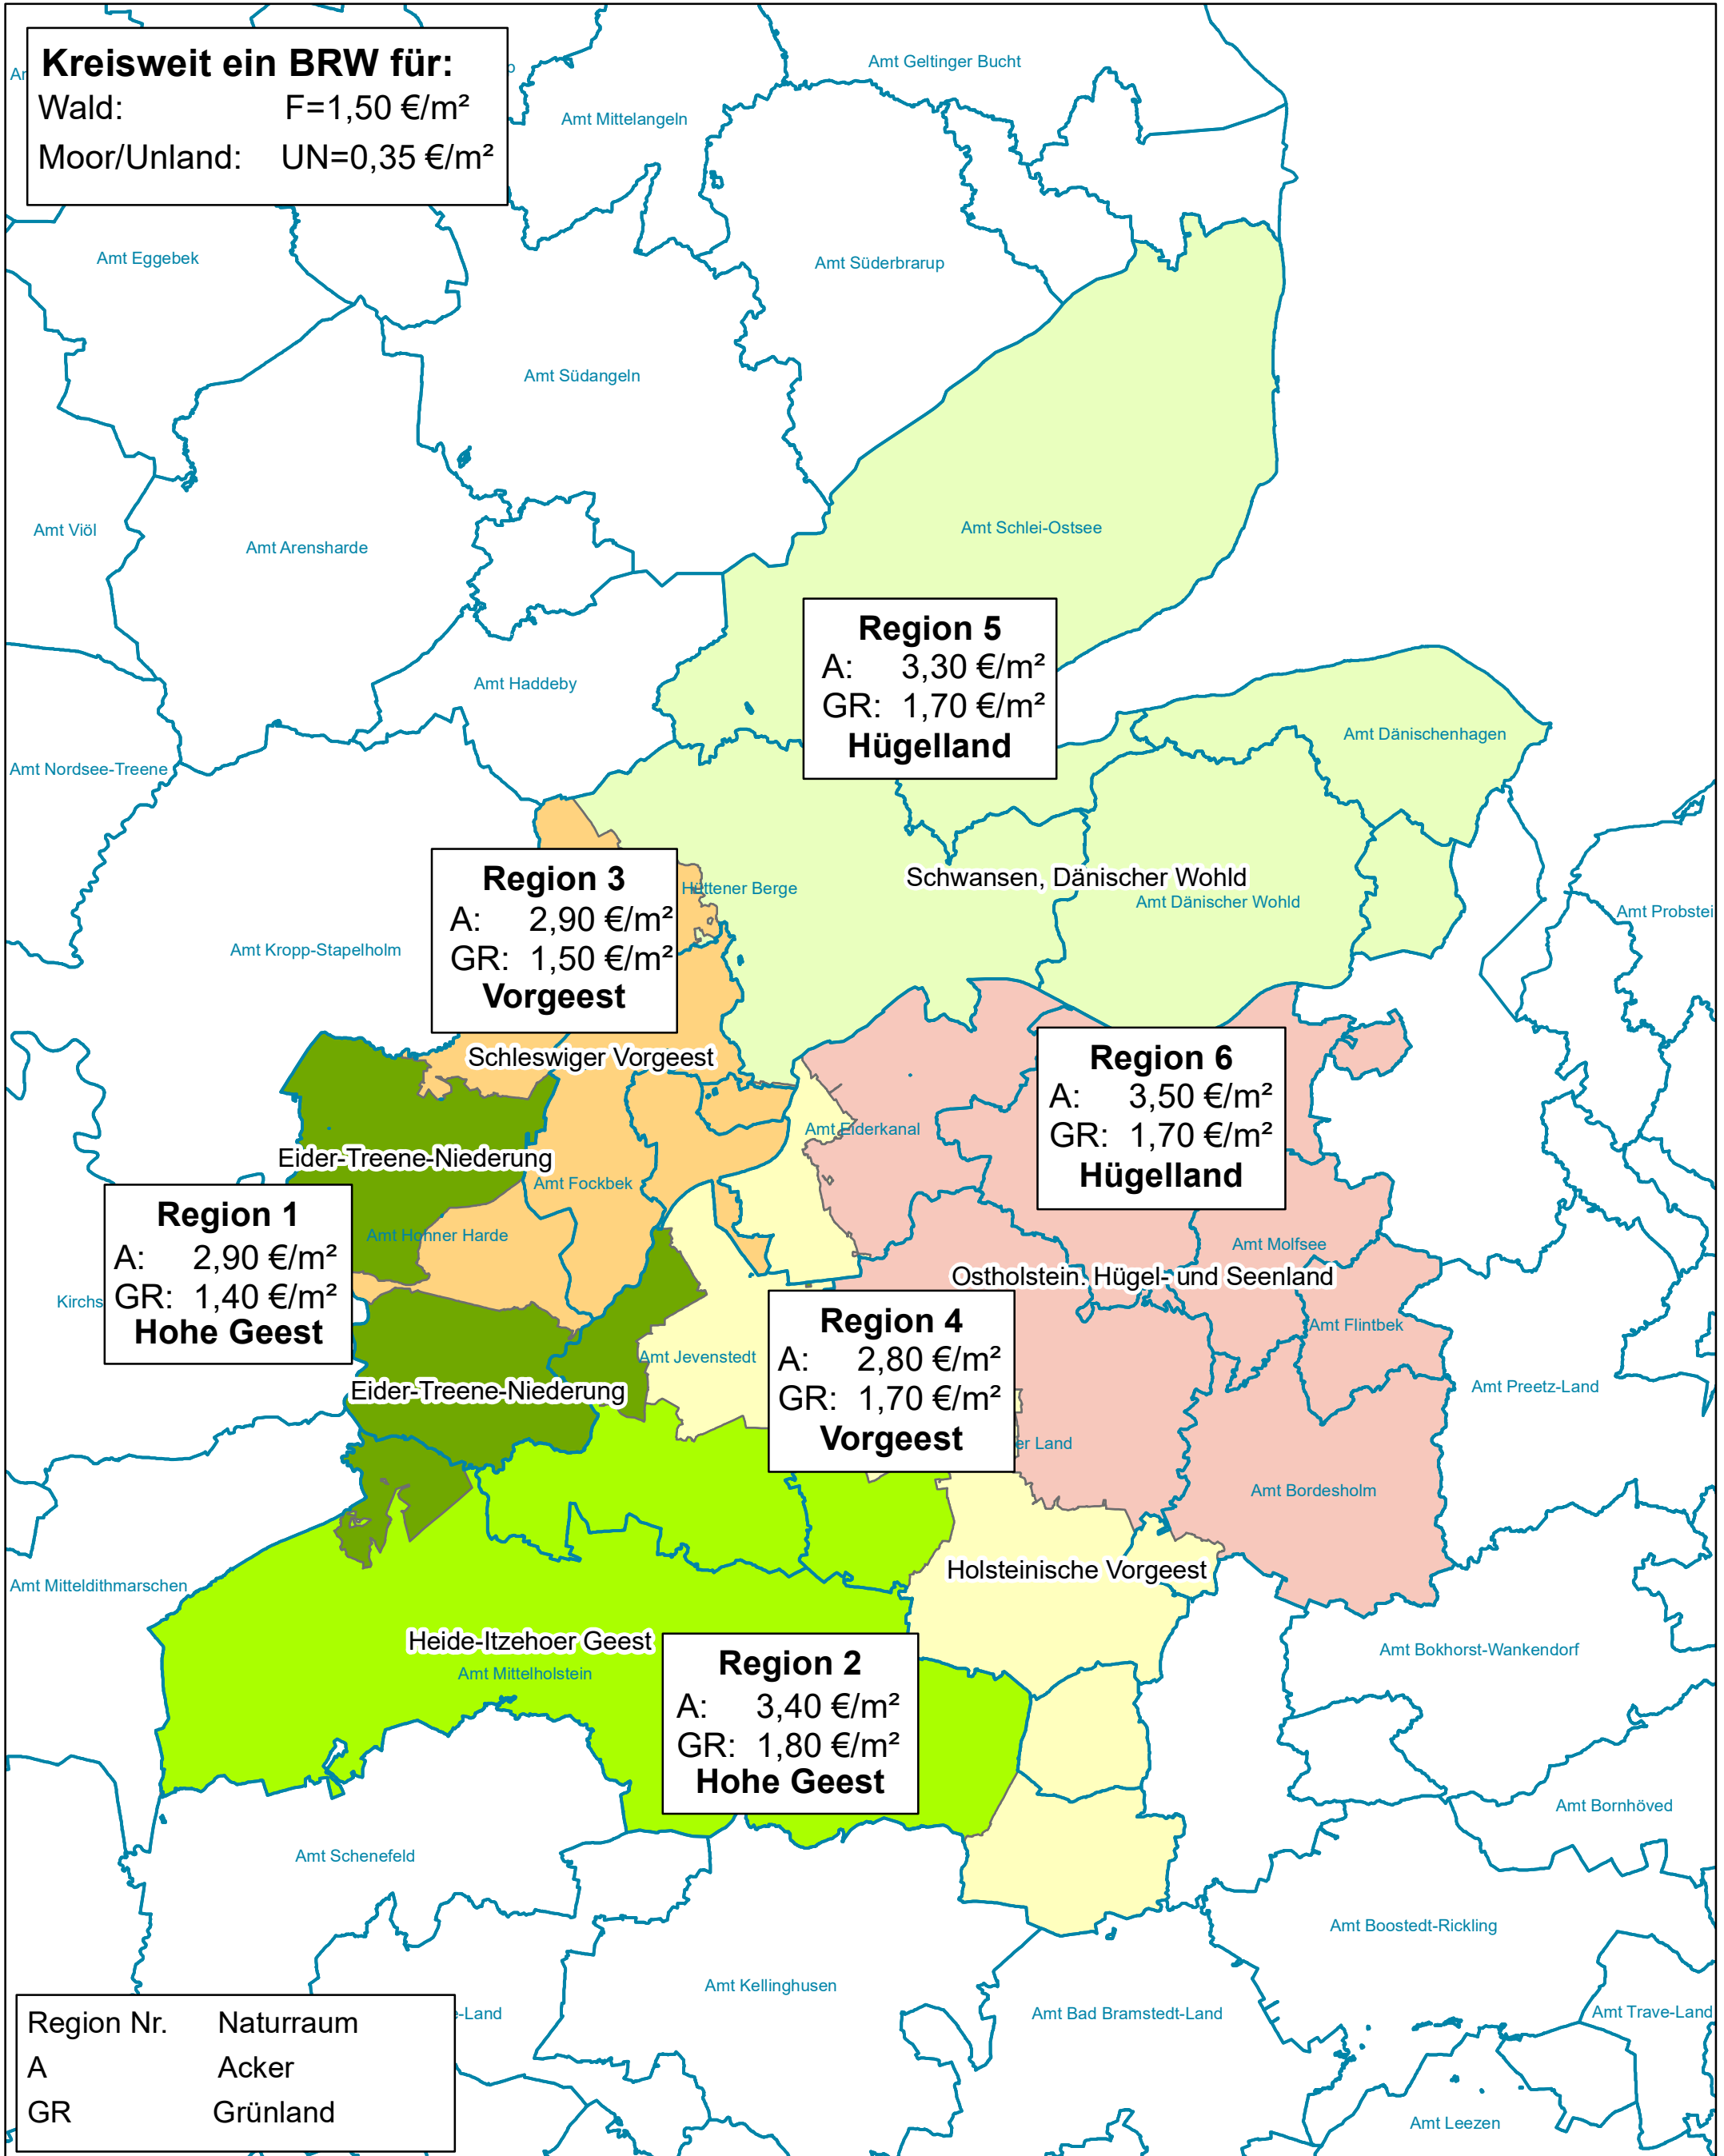 Kreisweit ein BRW für:
Wald: F=1,50 €/m²
Moor/Unland: UN=0,35 €/m²
Amt Geltinger Bucht
Amt Mittelangeln
Amt Eggebek
Amt Süderbrarup
Amt Südangeln
Amt Viöl
Amt Arensharde
Amt Schlei-Ostsee
Region 5
A: 3,30 €/m²
GR: 1,70 €/m²
Hügelland
Amt Haddeby
Amt Dänischenhagen
Amt Nordsee-Treene
Region 3
A: 2,90 €/m²
GR: 1,50 €/m²
Vorgeest
Hüttener Berge
Schwansen, Dänischer Wohld
Amt Dänischer Wohld
Amt Probstei
Amt Kropp-Stapelholm
Schleswiger Vorgeest
Region 6
A: 3,50 €/m²
GR: 1,70 €/m²
Hügelland
Amt Eiderkanal
Eider-Treene-Niederung
Amt Fockbek
Region 1
A: 2,90 €/m²
GR: 1,40 €/m²
Hohe Geest
Amt Hohner Harde
Kirchs
Amt Molfsee
Ostholstein. Hügel- und Seenland
Amt Flintbek
Region 4
A: 2,80 €/m²
GR: 1,70 €/m²
Vorgeest
Amt Jevenstedt
Eider-Treene-Niederung
Amt Preetz-Land
er Land
Amt Bordesholm
Holsteinische Vorgeest
Amt Mitteldithmarschen
Heide-Itzehoer Geest
Amt Mittelholstein
Region 2
A: 3,40 €/m²
GR: 1,80 €/m²
Hohe Geest
Amt Bokhorst-Wankendorf
Amt Bornhöved
Amt Schenefeld
Amt Boostedt-Rickling
Amt Kellinghusen
Amt Bad Bramstedt-Land
Amt Trave-Land
-Land
Amt Leezen
Region Nr. Naturraum
A Acker
GR Grünland